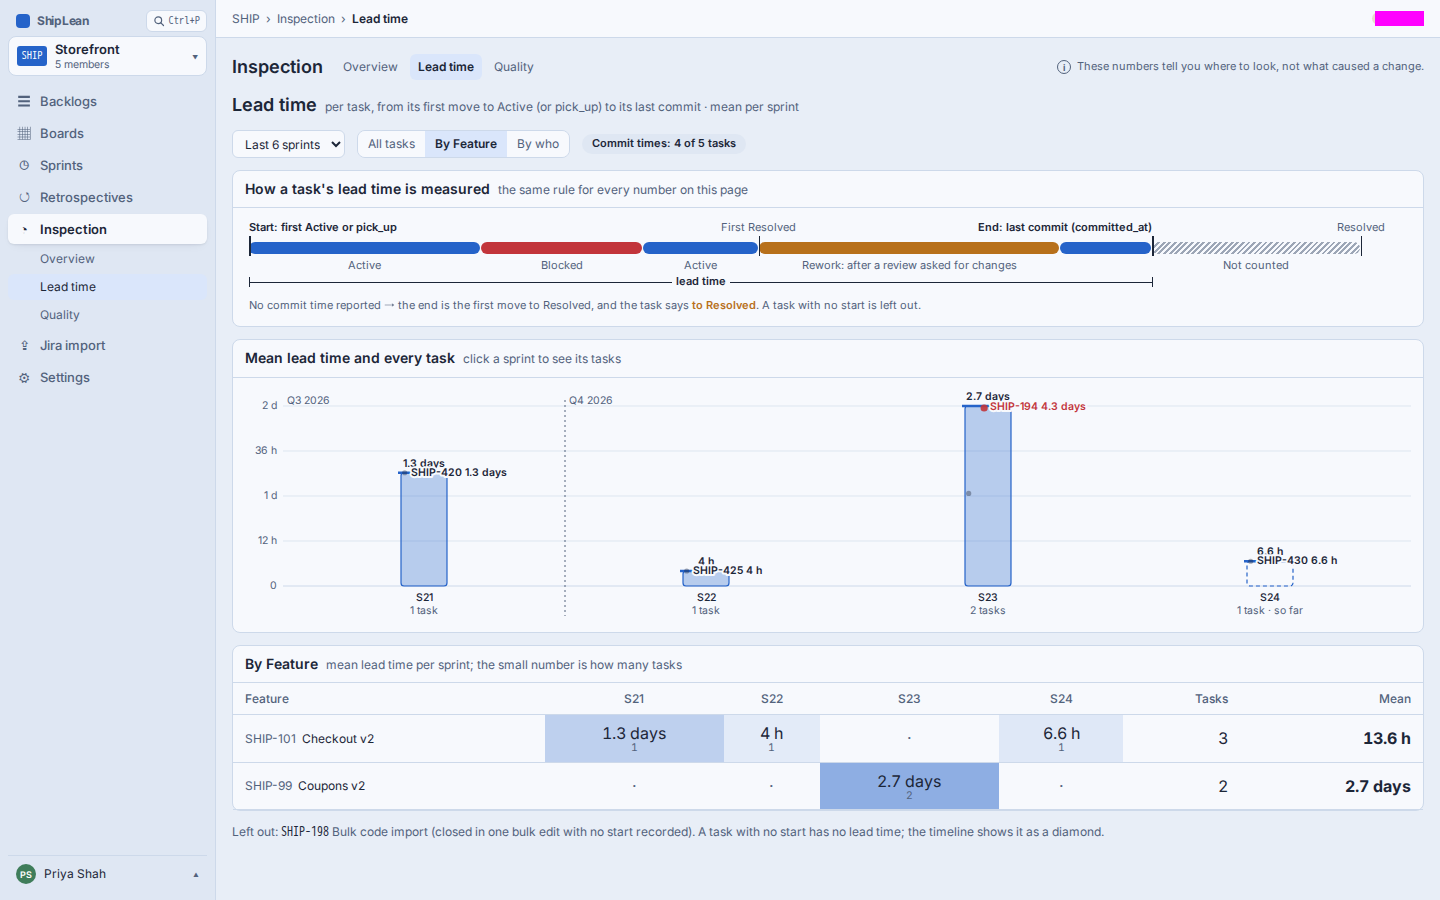 ShipLean
Ctrl+P
SHIP
Storefront
5 members
Backlogs
Boards
Sprints
Retrospectives
Inspection
Overview
Lead time
Quality
Jira import
Settings
PS Priya Shah
SHIP › Inspection › Lead time
Inspection Overview Lead time Quality
These numbers tell you where to look, not what caused a change.
Lead time per task, from its first move to Active (or pick_up) to its last commit · mean per sprint
Last 6 sprints All tasks By Feature By who Commit times: 4 of 5 tasks
How a task's lead time is measured the same rule for every number on this page
Start: first Active or pick_up First Resolved End: last commit (committed_at) Resolved
Active Blocked Active Rework: after a review asked for changes Not counted
lead time
No commit time reported → the end is the first move to Resolved, and the task says to Resolved. A task with no start is left out.
Mean lead time and every task click a sprint to see its tasks
Q3 2026 Q4 2026
2 d
36 h
1 d
12 h
0
1.3 days
SHIP-420 1.3 days
4 h
SHIP-425 4 h
2.7 days
SHIP-194 4.3 days
6.6 h
SHIP-430 6.6 h
S21 S22 S23 S24
1 task 1 task 2 tasks 1 task · so far
By Feature mean lead time per sprint; the small number is how many tasks
Feature S21 S22 S23 S24 Tasks Mean
SHIP-101 Checkout v2 1.3 days 4 h · 6.6 h 3 13.6 h
1 1 1
SHIP-99 Coupons v2 · · 2.7 days · 2 2.7 days
2
Left out: SHIP-198 Bulk code import (closed in one bulk edit with no start recorded). A task with no start has no lead time; the timeline shows it as a diamond.